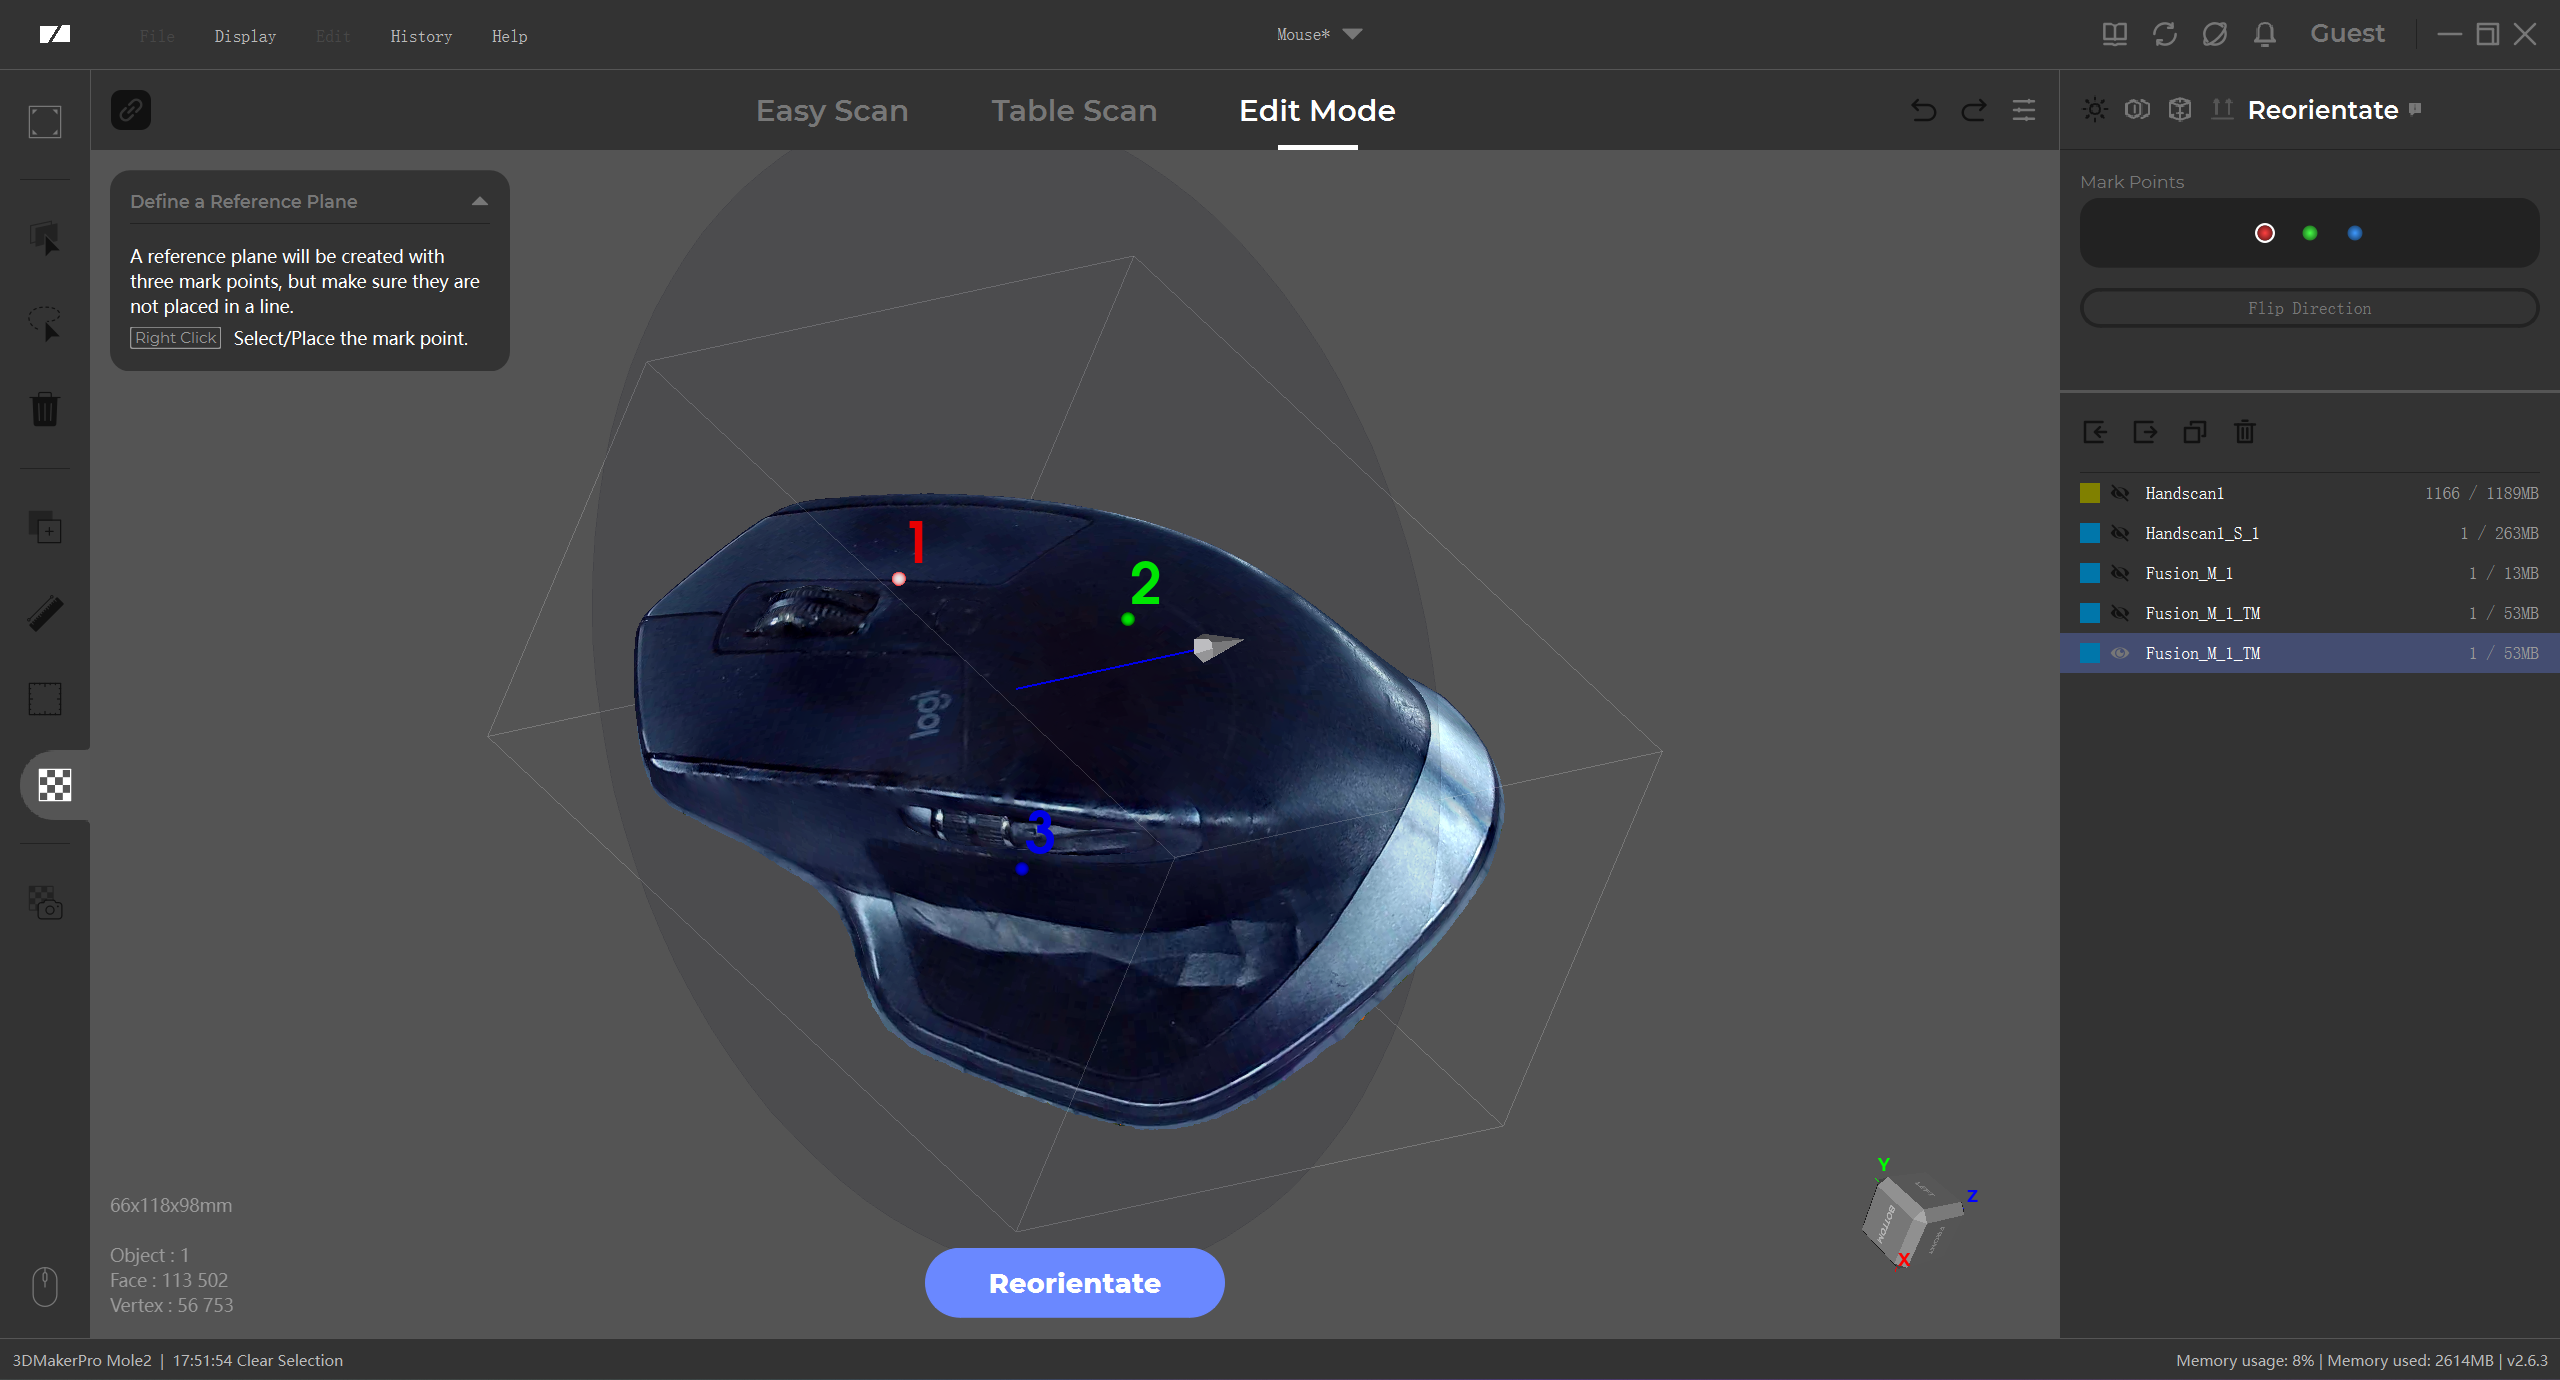 File Display Edit History Help
Mouse*
Guest
Easy Scan Table Scan Edit Mode
Reorientate
Define a Reference Plane
A reference plane will be created with
three mark points, but make sure they are
not placed in a line.
Right Click Select/Place the mark point.
Mark Points
Flip Direction
Handscan1 1166 / 1189MB
Handscan1_S_1 1 / 263MB
Fusion_M_1 1 / 13MB
Fusion_M_1_TM 1 / 53MB
Fusion_M_1_TM 1 / 53MB
1
2
logi
3
66x118x98mm
Object : 1
Face : 113 502
Vertex : 56 753
Y
Z
LEFT
BOTTOM
FRONT
X
Reorientate
3DMakerPro Mole2 | 17:51:54 Clear Selection
Memory usage: 8% | Memory used: 2614MB | v2.6.3